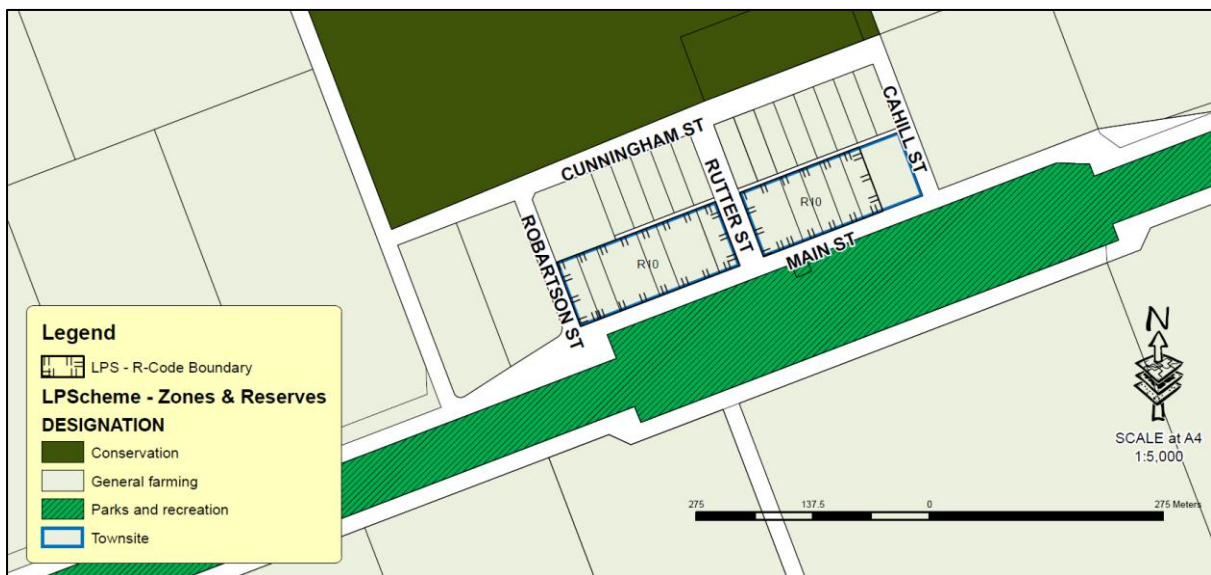 CUNNINGHAM ST
CAHILL ST
RUTTER ST
R10
ROBARTSON ST
R10
MAIN ST
Legend
LPS - R-Code Boundary
LPScheme - Zones & Reserves
DESIGNATION
Conservation
General farming
Parks and recreation
Townsite
N
SCALE at A4
1:5,000
275 137.5 0 275 Meters